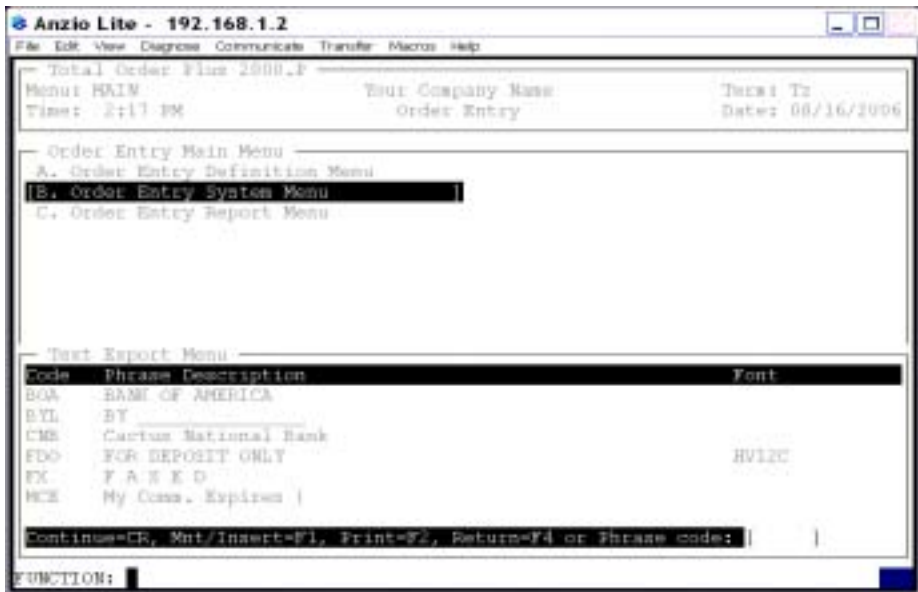 Anzio Lite - 192.168.1.2
File Edit View Diagnose Communicate Transfer Macros Help
Total Order Plus 2000.P
Menu: MAIN Your Company Name Term: Tz
Time: 2:17 PM Order Entry Date: 08/16/2006
Order Entry Main Menu
A. Order Entry Definition Menu
[B. Order Entry System Menu ]
C. Order Entry Report Menu
Text Export Menu
Code Phrase Description Font
BOA BANK OF AMERICA
BYL BY _______________
CNB Cactus National Bank
FDO FOR DEPOSIT ONLY HV12C
FX F A X E D
MCE My Comm. Expires |
Continue=CR, Mnt/Insert=F1, Print=F2, Return=F4 or Phrase code: [ ]
FUNCTION: